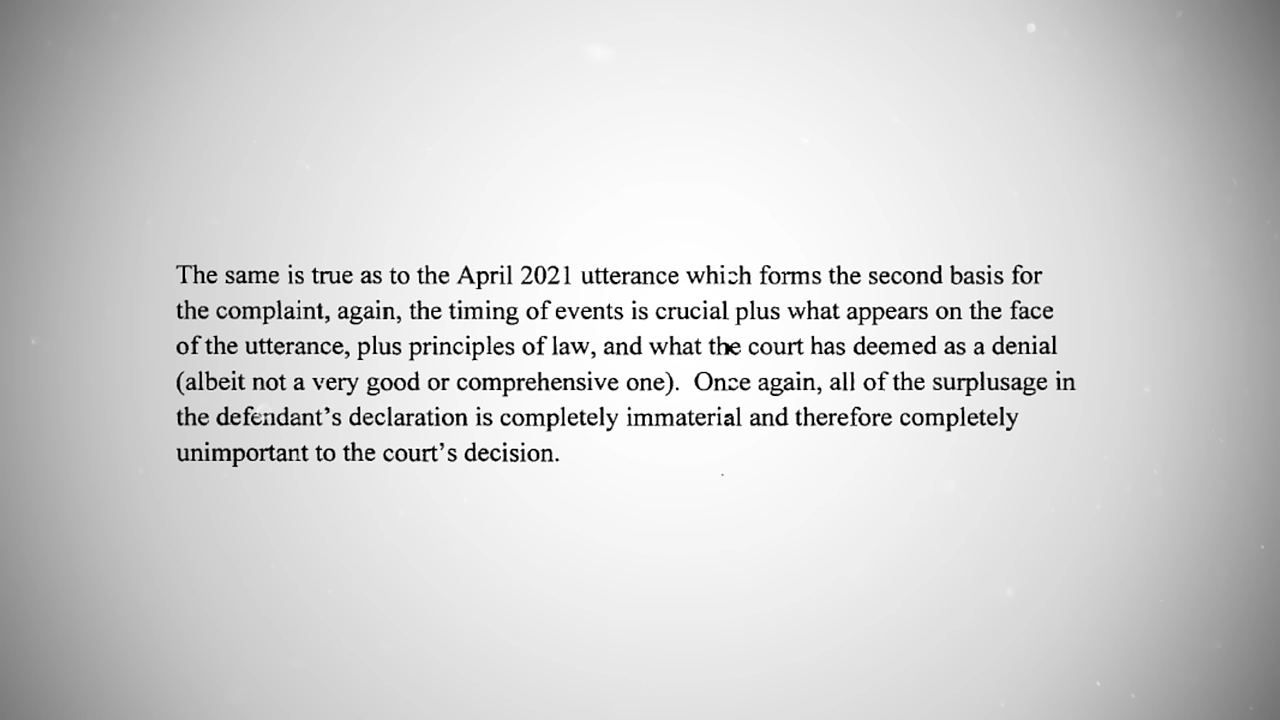 The same is true as to the April 2021 utterance which forms the second basis for
the complaint, again, the timing of events is crucial plus what appears on the face
of the utterance, plus principles of law, and what the court has deemed as a denial
(albeit not a very good or comprehensive one).  Once again, all of the surplusage in
the defendant’s declaration is completely immaterial and therefore completely
unimportant to the court’s decision.